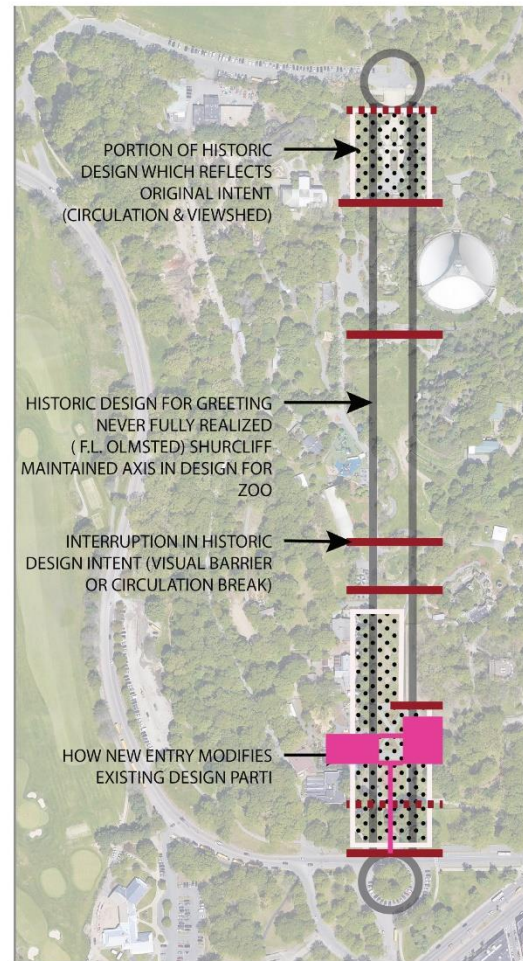 PORTION OF HISTORIC
DESIGN WHICH REFLECTS
ORIGINAL INTENT
(CIRCULATION & VIEWSHED)
HISTORIC DESIGN FOR GREETING
NEVER FULLY REALIZED
( F.L. OLMSTED) SHURCLIFF
MAINTAINED AXIS IN DESIGN FOR
ZOO
INTERRUPTION IN HISTORIC
DESIGN INTENT (VISUAL BARRIER
OR CIRCULATION BREAK)
HOW NEW ENTRY MODIFIES
EXISTING DESIGN PARTI